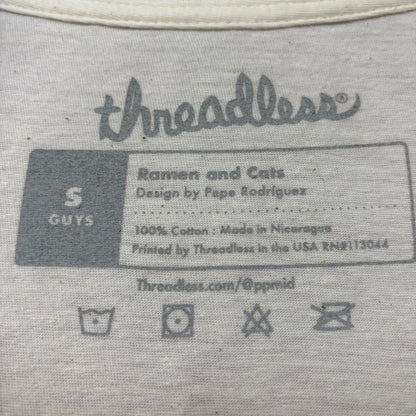 threadless®
S
GUYS
Ramen and Cats
Design by Pepe Rodríguez
100% Cotton : Made in Nicaragua
Printed by Threadless in the USA RN#113044
Threadless.com/@ppmid